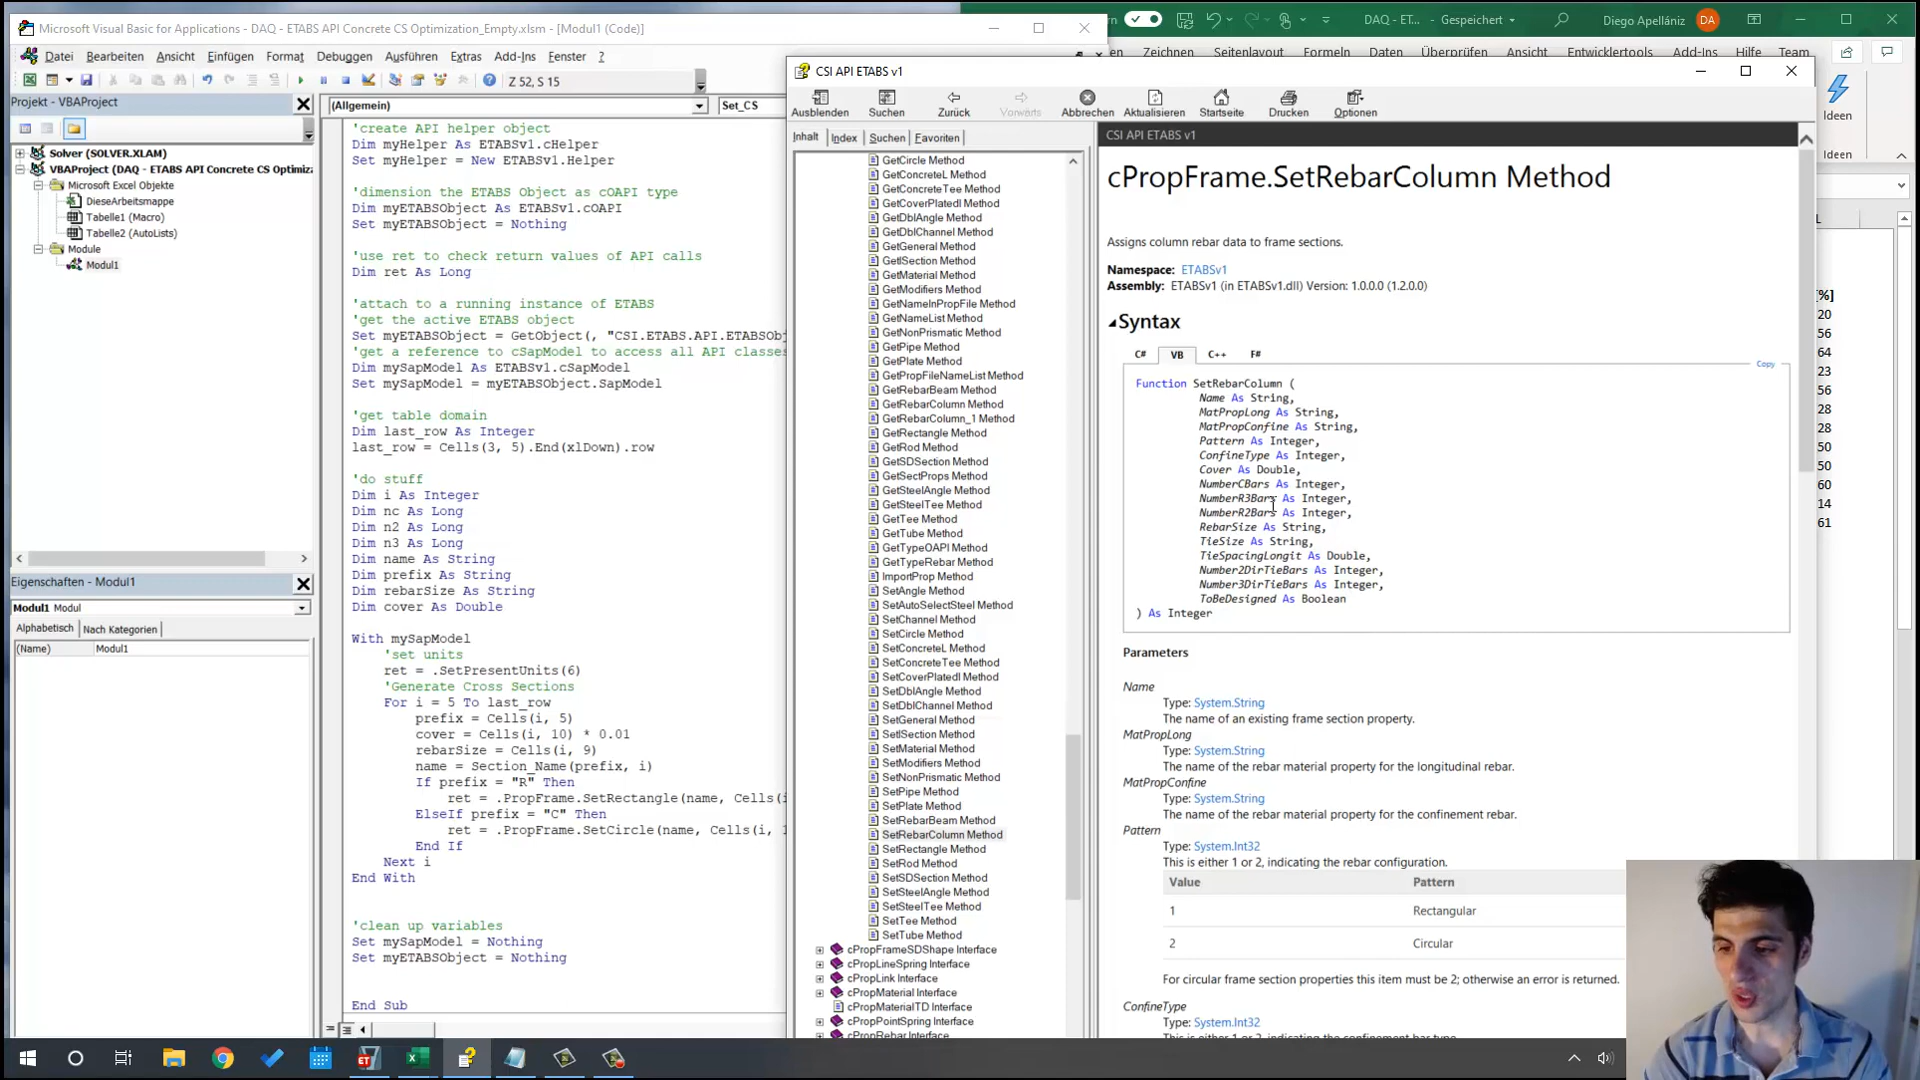 Microsoft Visual Basic for Applications - DAQ - ETABS API Concrete CS Optimization_Empty.xlsm - [Modul1 (Code)]
Datei Bearbeiten Ansicht Einfügen Format Debuggen Ausführen Extras Add-Ins Fenster ?
Z 52, S 15
Projekt - VBAProject
Solver (SOLVER.XLAM)
VBAProject (DAQ - ETABS API Concrete CS Optimiz
Microsoft Excel Objekte
DieseArbeitsmappe
Tabelle1 (Macro)
Tabelle2 (AutoLists)
Module
Modul1
Eigenschaften - Modul1
Modul1 Modul
Alphabetisch Nach Kategorien
(Name) Modul1
(Allgemein) Set_CS
'create API helper object
Dim myHelper As ETABSv1.cHelper
Set myHelper = New ETABSv1.Helper
'dimension the ETABS Object as cOAPI type
Dim myETABSObject As ETABSv1.cOAPI
Set myETABSObject = Nothing
'use ret to check return values of API calls
Dim ret As Long
'attach to a running instance of ETABS
'get the active ETABS object
Set myETABSObject = GetObject(, "CSI.ETABS.API.ETABSObj
'get a reference to cSapModel to access all API classes
Dim mySapModel As ETABSv1.cSapModel
Set mySapModel = myETABSObject.SapModel
'get table domain
Dim last_row As Integer
last_row = Cells(3, 5).End(xlDown).row
'do stuff
Dim i As Integer
Dim nc As Long
Dim n2 As Long
Dim n3 As Long
Dim name As String
Dim prefix As String
Dim rebarSize As String
Dim cover As Double
With mySapModel
'set units
ret = .SetPresentUnits(6)
'Generate Cross Sections
For i = 5 To last_row
prefix = Cells(i, 5)
cover = Cells(i, 10) * 0.01
rebarSize = Cells(i, 9)
name = Section_Name(prefix, i)
If prefix = "R" Then
ret = .PropFrame.SetRectangle(name, Cells(i
ElseIf prefix = "C" Then
ret = .PropFrame.SetCircle(name, Cells(i, 1
End If
Next i
End With
'clean up variables
Set mySapModel = Nothing
Set myETABSObject = Nothing
End Sub
DAQ - ET... - Gespeichert
Diego Apellániz DA
en Zeichnen Seitenlayout Formeln Daten Überprüfen Ansicht Entwicklertools Add-Ins Hilfe Team
Ideen
Ideen
L
[%]
20
56
64
23
56
28
50
50
60
14
61
CSI API ETABS v1
Ausblenden Suchen Zurück Vorwärts Abbrechen Aktualisieren Startseite Drucken Optionen
Inhalt Index Suchen Favoriten
GetCircle Method
GetConcreteL Method
GetConcreteTee Method
GetCoverPlatedI Method
GetDblAngle Method
GetDblChannel Method
GetGeneral Method
GetISection Method
GetMaterial Method
GetModifiers Method
GetNameInPropFile Method
GetNameList Method
GetNonPrismatic Method
GetPipe Method
GetPlate Method
GetPropFileNameList Method
GetRebarBeam Method
GetRebarColumn Method
GetRebarColumn_1 Method
GetRectangle Method
GetRod Method
GetSDSection Method
GetSectProps Method
GetSteelAngle Method
GetSteelTee Method
GetTee Method
GetTube Method
GetTypeOAPI Method
GetTypeRebar Method
ImportProp Method
SetAngle Method
SetAutoSelectSteel Method
SetChannel Method
SetCircle Method
SetConcreteL Method
SetConcreteTee Method
SetCoverPlatedI Method
SetDblAngle Method
SetDblChannel Method
SetGeneral Method
SetISection Method
SetMaterial Method
SetModifiers Method
SetNonPrismatic Method
SetPipe Method
SetPlate Method
SetRebarBeam Method
SetRebarColumn Method
SetRectangle Method
SetRod Method
SetSDSection Method
SetSteelAngle Method
SetSteelTee Method
SetTee Method
SetTube Method
cPropFrameSDShape Interface
cPropLineSpring Interface
cPropLink Interface
cPropMaterial Interface
cPropMaterialTD Interface
cPropPointSpring Interface
cPropRebar Interface
CSI API ETABS v1
cPropFrame.SetRebarColumn Method
Assigns column rebar data to frame sections.
Namespace: ETABSv1
Assembly: ETABSv1 (in ETABSv1.dll) Version: 1.0.0.0 (1.2.0.0)
Syntax
C# VB C++ F#
Copy
Function SetRebarColumn (
Name As String,
MatPropLong As String,
MatPropConfine As String,
Pattern As Integer,
ConfineType As Integer,
Cover As Double,
NumberCBars As Integer,
NumberR3Bars As Integer,
NumberR2Bars As Integer,
RebarSize As String,
TieSize As String,
TieSpacingLongit As Double,
Number2DirTieBars As Integer,
Number3DirTieBars As Integer,
ToBeDesigned As Boolean
) As Integer
Parameters
Name
Type: System.String
The name of an existing frame section property.
MatPropLong
Type: System.String
The name of the rebar material property for the longitudinal rebar.
MatPropConfine
Type: System.String
The name of the rebar material property for the confinement rebar.
Pattern
Type: System.Int32
This is either 1 or 2, indicating the rebar configuration.
Value Pattern
1 Rectangular
2 Circular
For circular frame section properties this item must be 2; otherwise an error is returned.
ConfineType
Type: System.Int32